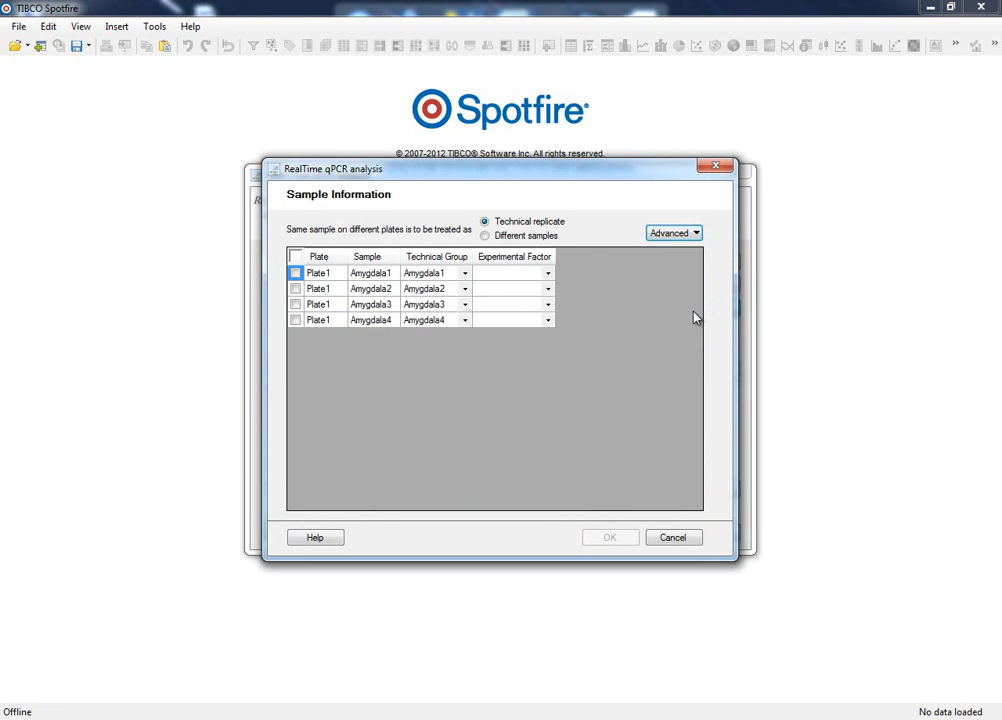 TIBCO Spotfire
File Edit View Insert Tools Help
Spotfire®
© 2007-2012 TIBCO® Software Inc. All rights reserved.
RealTime qPCR analysis
Sample Information
Same sample on different plates is to be treated as
Technical replicate
Different samples
Advanced
Plate Sample Technical Group Experimental Factor
Plate1 Amygdala1 Amygdala1
Plate1 Amygdala2 Amygdala2
Plate1 Amygdala3 Amygdala3
Plate1 Amygdala4 Amygdala4
Help OK Cancel
Offline No data loaded